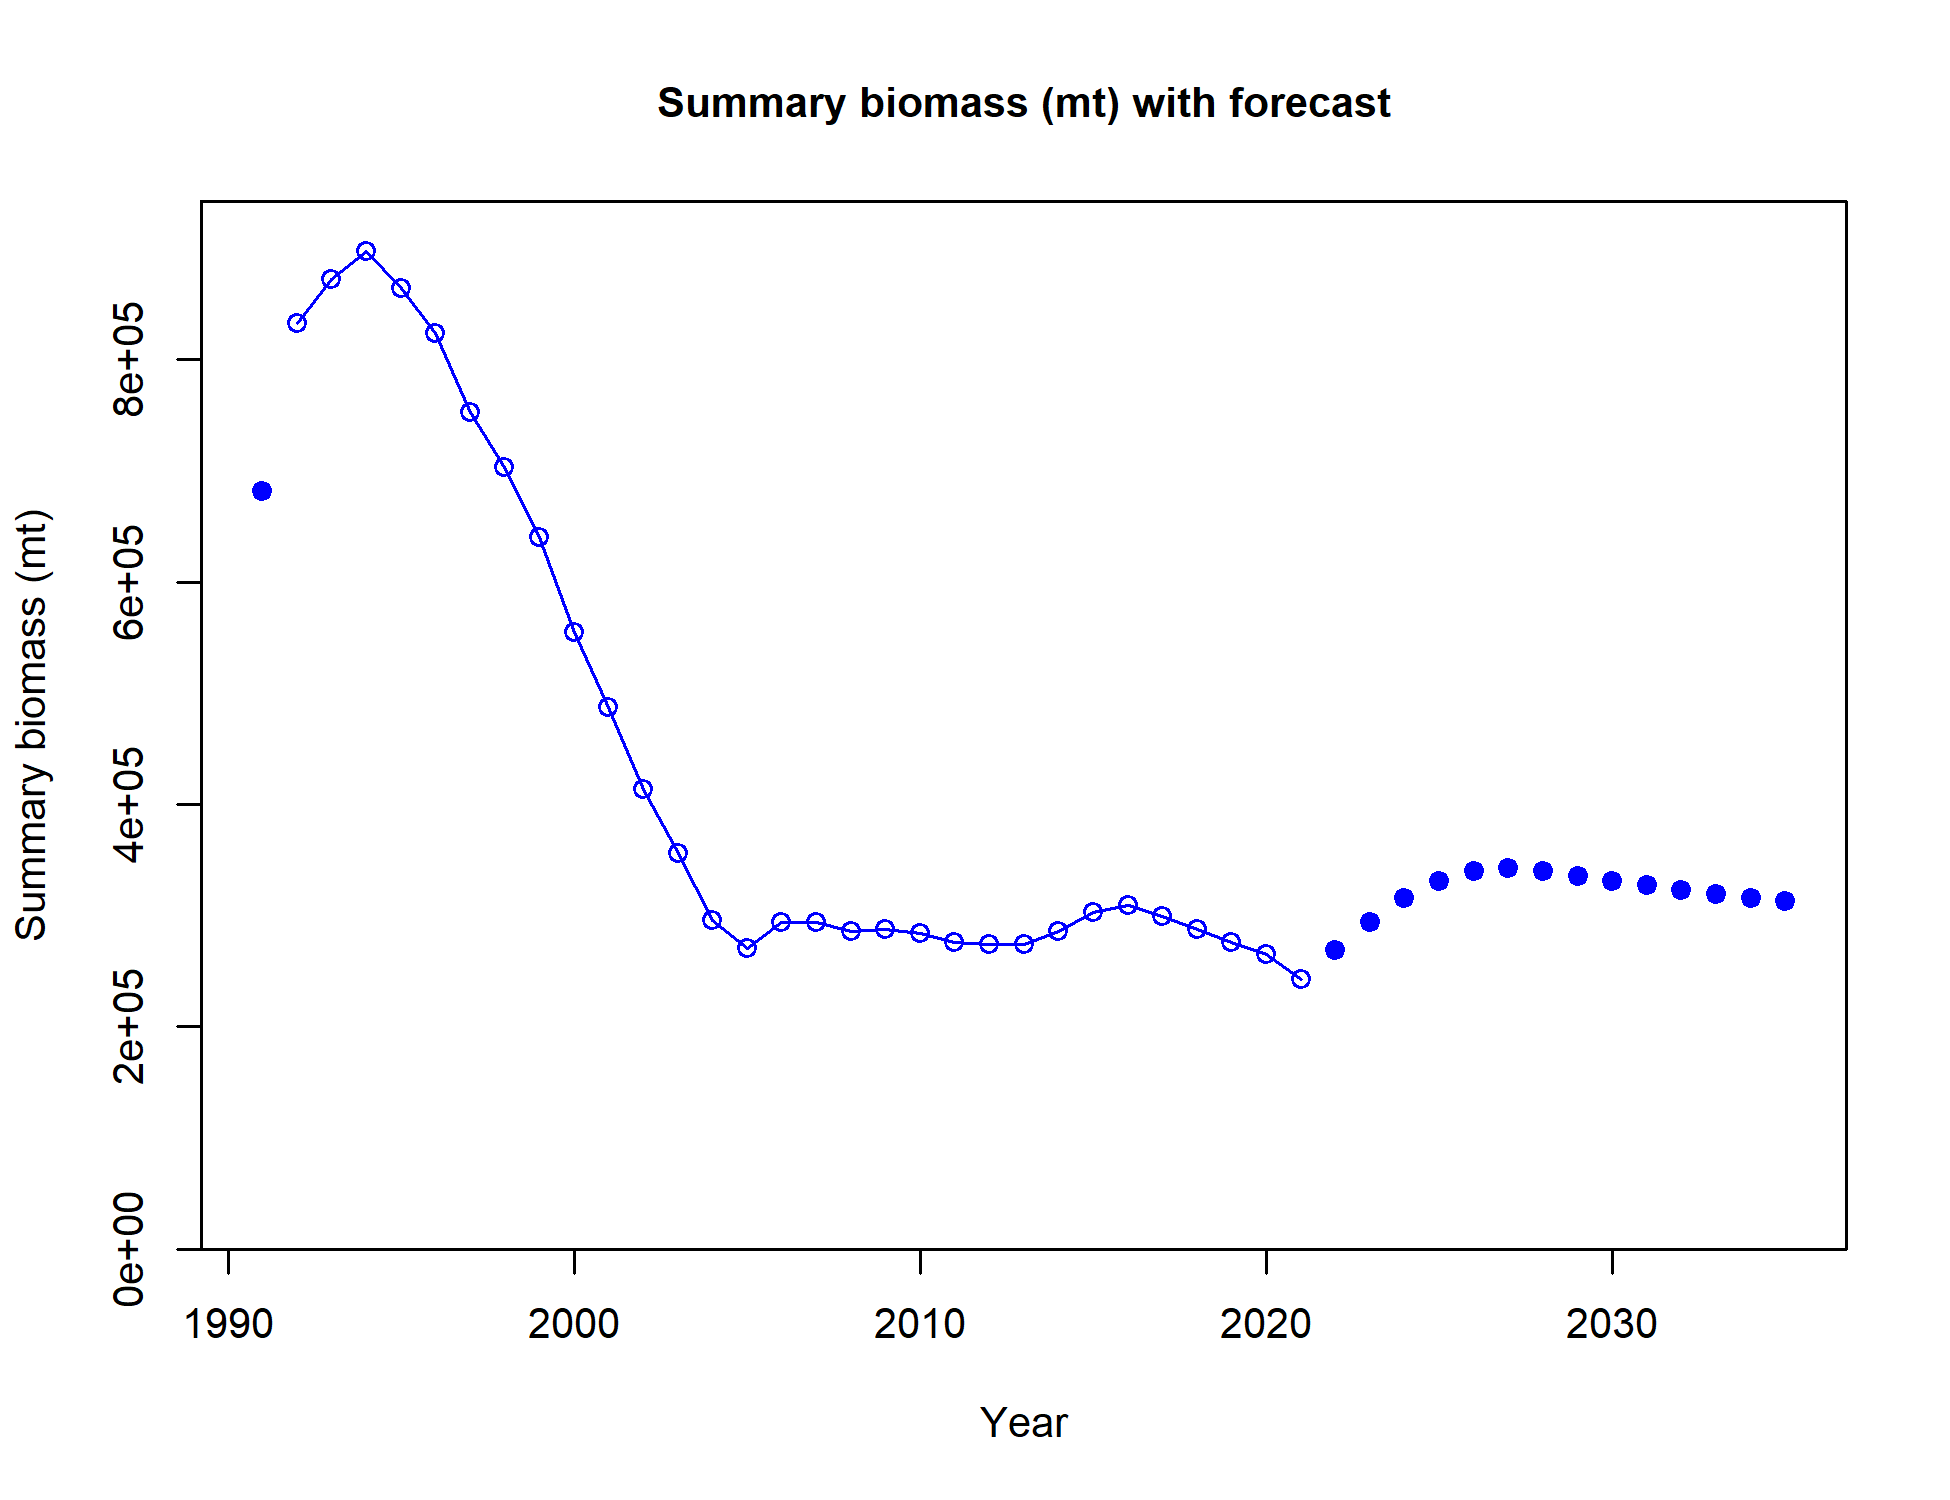 Summary biomass (mt) with forecast
Summary biomass (mt)
8e+05
6e+05
4e+05
2e+05
0e+00
1990 2000 2010 2020 2030
Year